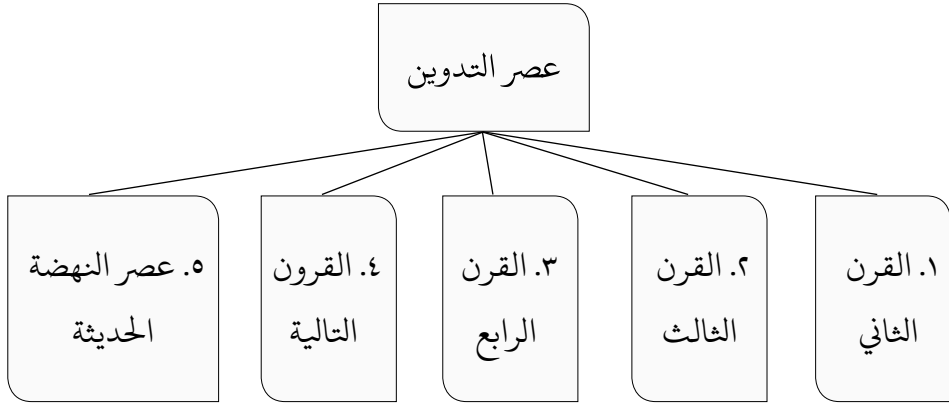 عصر التدوين
١. القرن
الثاني
٢. القرن
الثالث
٣. القرن
الرابع
٤. القرون
التالية
٥. عصر النهضة
الحديثة